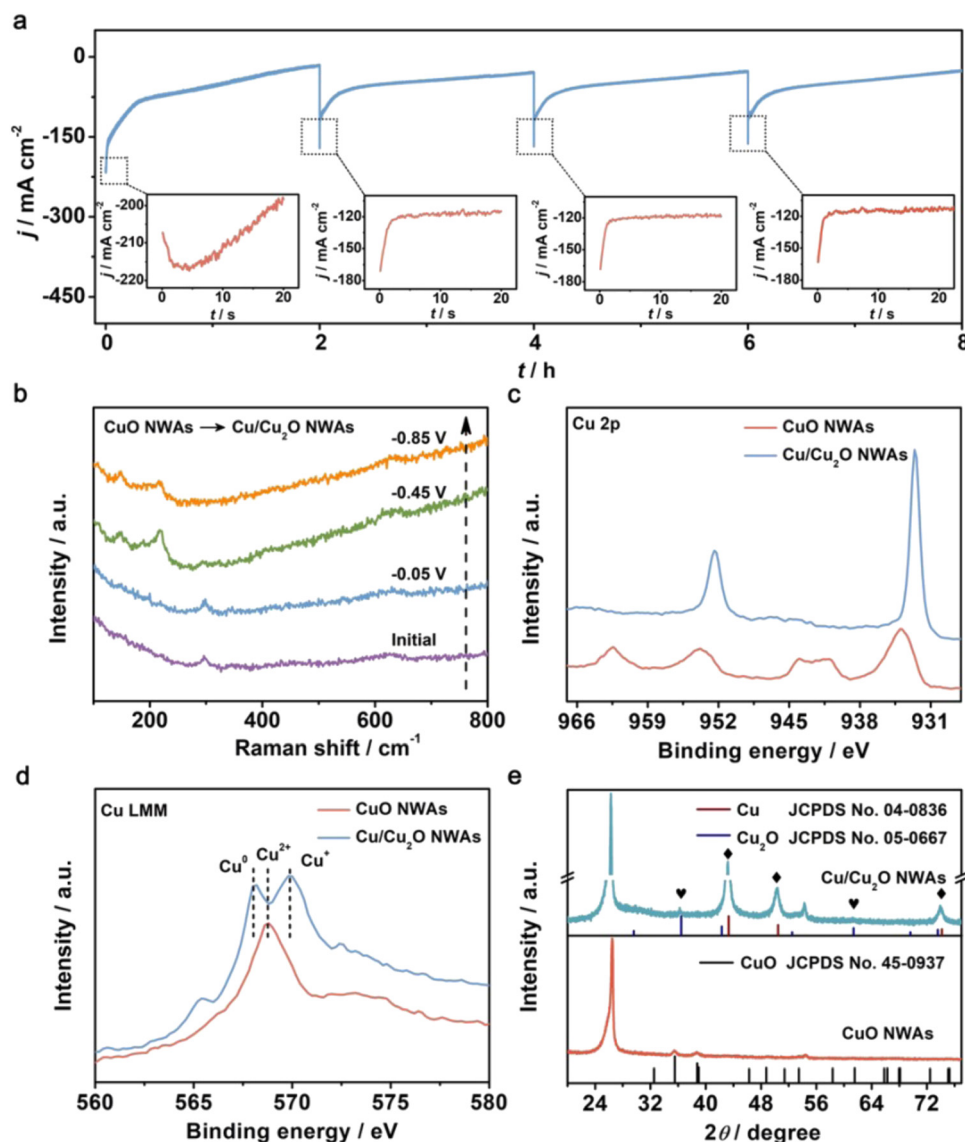 a
j / mA cm⁻²
0
-150
-300
-450
-200
-210
-220
j / mA cm⁻²
0 10 20
t / s
-120
-150
-180
j / mA cm⁻²
0 10 20
t / s
-120
-150
-180
j / mA cm⁻²
0 10 20
t / s
-120
-150
-180
j / mA cm⁻²
0 10 20
t / s
0 2 4 6 8
t / h
b
CuO NWAs → Cu/Cu₂O NWAs
-0.85 V
-0.45 V
-0.05 V
Initial
Intensity / a.u.
200 400 600 800
Raman shift / cm⁻¹
c
Cu 2p
CuO NWAs
Cu/Cu₂O NWAs
Intensity / a.u.
966 959 952 945 938 931
Binding energy / eV
d
Cu LMM
CuO NWAs
Cu/Cu₂O NWAs
Cu⁰ Cu²⁺ Cu⁺
Intensity / a.u.
560 565 570 575 580
Binding energy / eV
e
Cu JCPDS No. 04-0836
Cu₂O JCPDS No. 05-0667
Cu/Cu₂O NWAs
Intensity / a.u.
CuO JCPDS No. 45-0937
CuO NWAs
Intensity / a.u.
24 32 40 48 56 64 72
2θ / degree